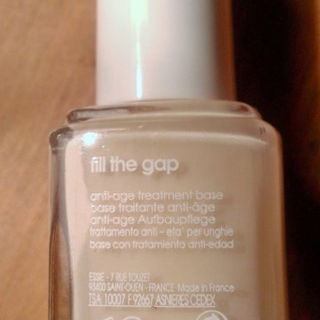 fill the gap
anti-age treatment base
base traitante anti-âge
anti-age Aufbaupflege
trattamento anti - eta' per unghie
base con tratamiento anti-edad
ESSIE - 7 RUE TOUZET
93400 SAINT-OUEN - FRANCE Made in France
TSA 10007 F 92667 ASNIERES CEDEX